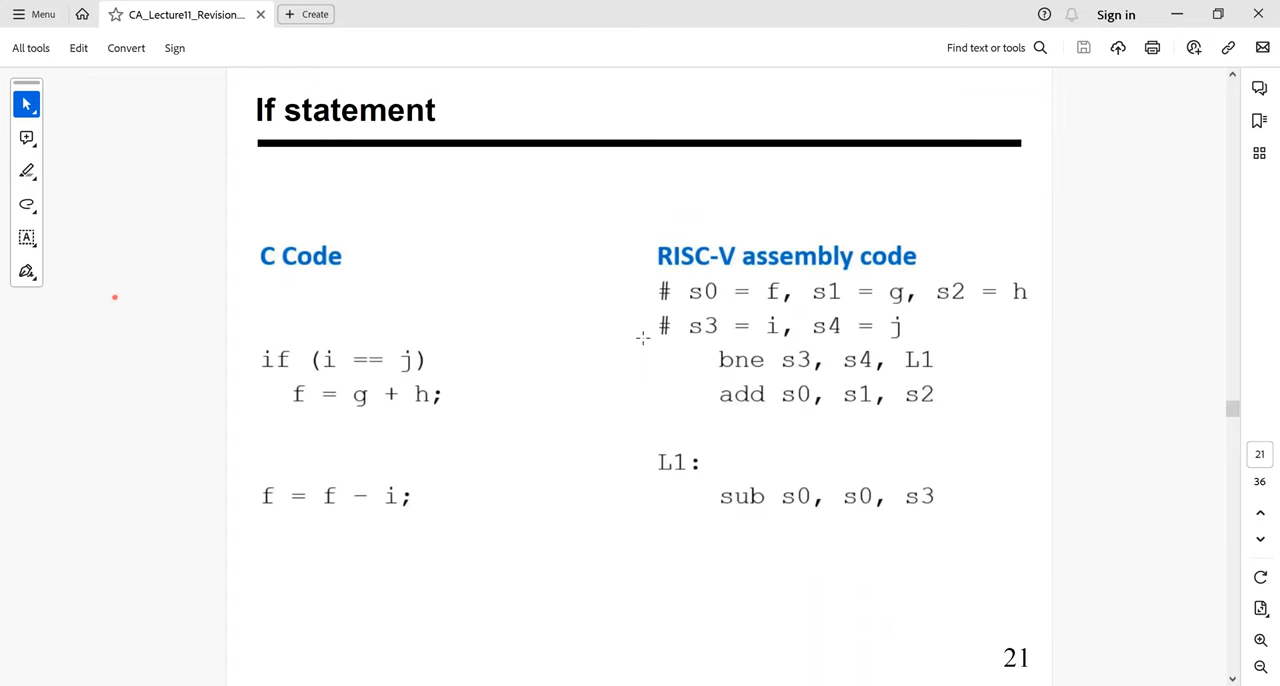 Menu
CA_Lecture11_Revision...
Create
Sign in
All tools
Edit
Convert
Sign
Find text or tools
If statement
C Code
if (i == j)
f = g + h;
f = f - i;
RISC-V assembly code
# s0 = f, s1 = g, s2 = h
# s3 = i, s4 = j
bne s3, s4, L1
add s0, s1, s2
L1:
sub s0, s0, s3
21
21
36